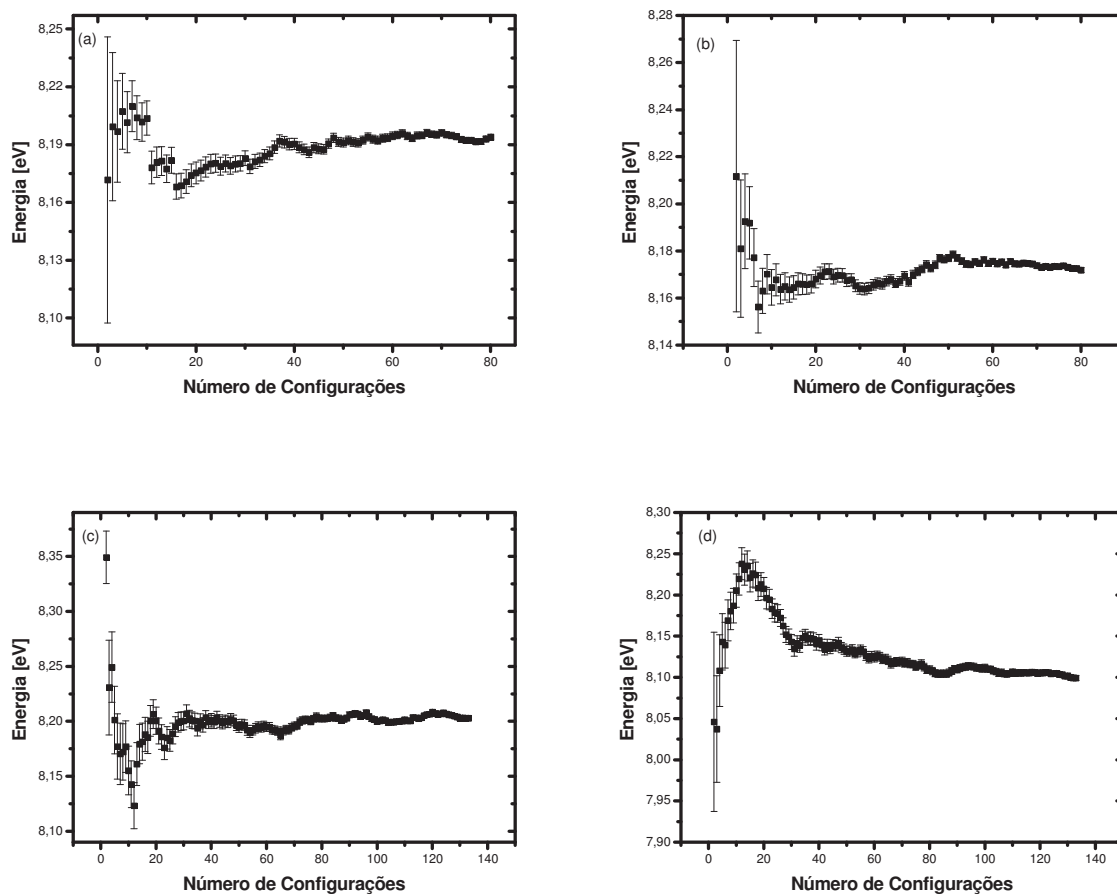 (a)
Energia [eV]
8,25
8,22
8,19
8,16
8,13
8,10
0 20 40 60 80
Número de Configurações
(b)
Energia [eV]
8,28
8,26
8,24
8,22
8,20
8,18
8,16
8,14
0 20 40 60 80
Número de Configurações
(c)
Energia [eV]
8,35
8,30
8,25
8,20
8,15
8,10
0 20 40 60 80 100 120 140
Número de Configurações
(d)
Energia [eV]
8,30
8,25
8,20
8,15
8,10
8,05
8,00
7,95
7,90
0 20 40 60 80 100 120 140
Número de Configurações